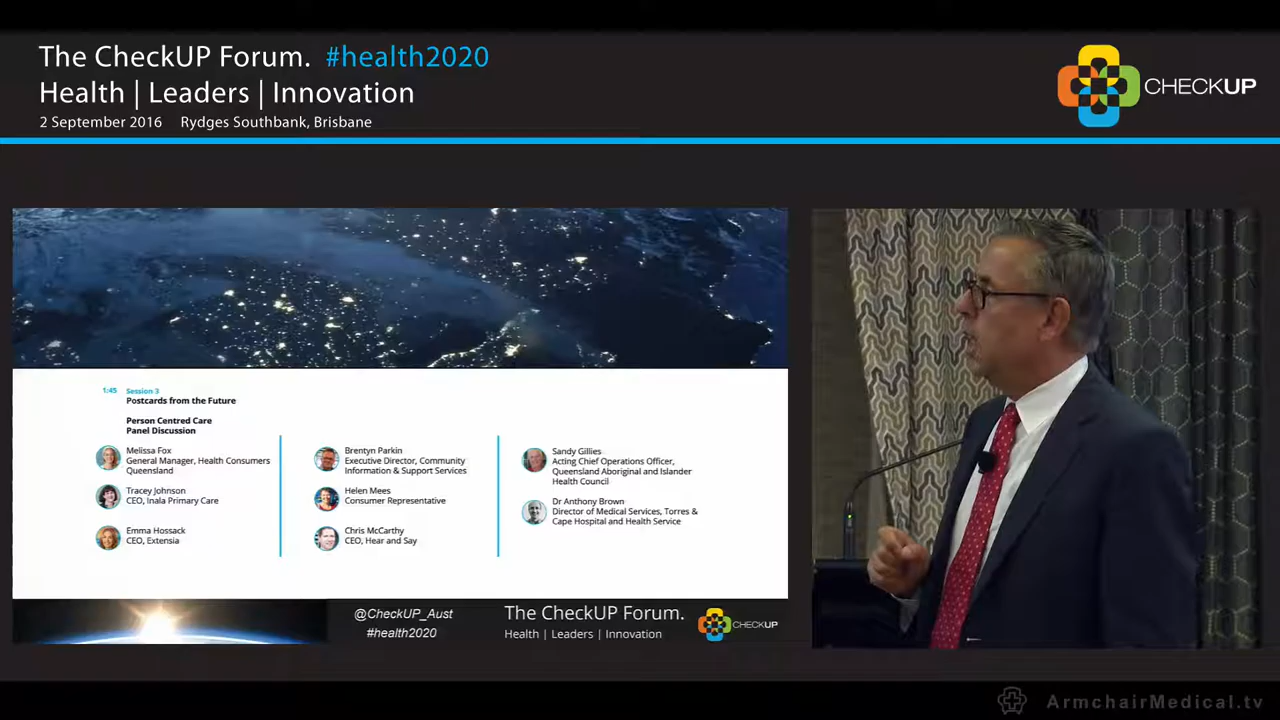 The CheckUP Forum. #health2020
Health | Leaders | Innovation
2 September 2016 Rydges Southbank, Brisbane
CHECKUP
1:45 Session 3
Postcards from the Future
Person Centred Care
Panel Discussion
Melissa Fox
General Manager, Health Consumers
Queensland
Tracey Johnson
CEO, Inala Primary Care
Emma Hossack
CEO, Extensia
Brentyn Parkin
Executive Director, Community
Information & Support Services
Helen Mees
Consumer Representative
Chris McCarthy
CEO, Hear and Say
Sandy Gillies
Acting Chief Operations Officer,
Queensland Aboriginal and Islander
Health Council
Dr Anthony Brown
Director of Medical Services, Torres &
Cape Hospital and Health Service
@CheckUP_Aust
#health2020
The CheckUP Forum.
Health | Leaders | Innovation
CHECKUP
ArmchairMedical.tv